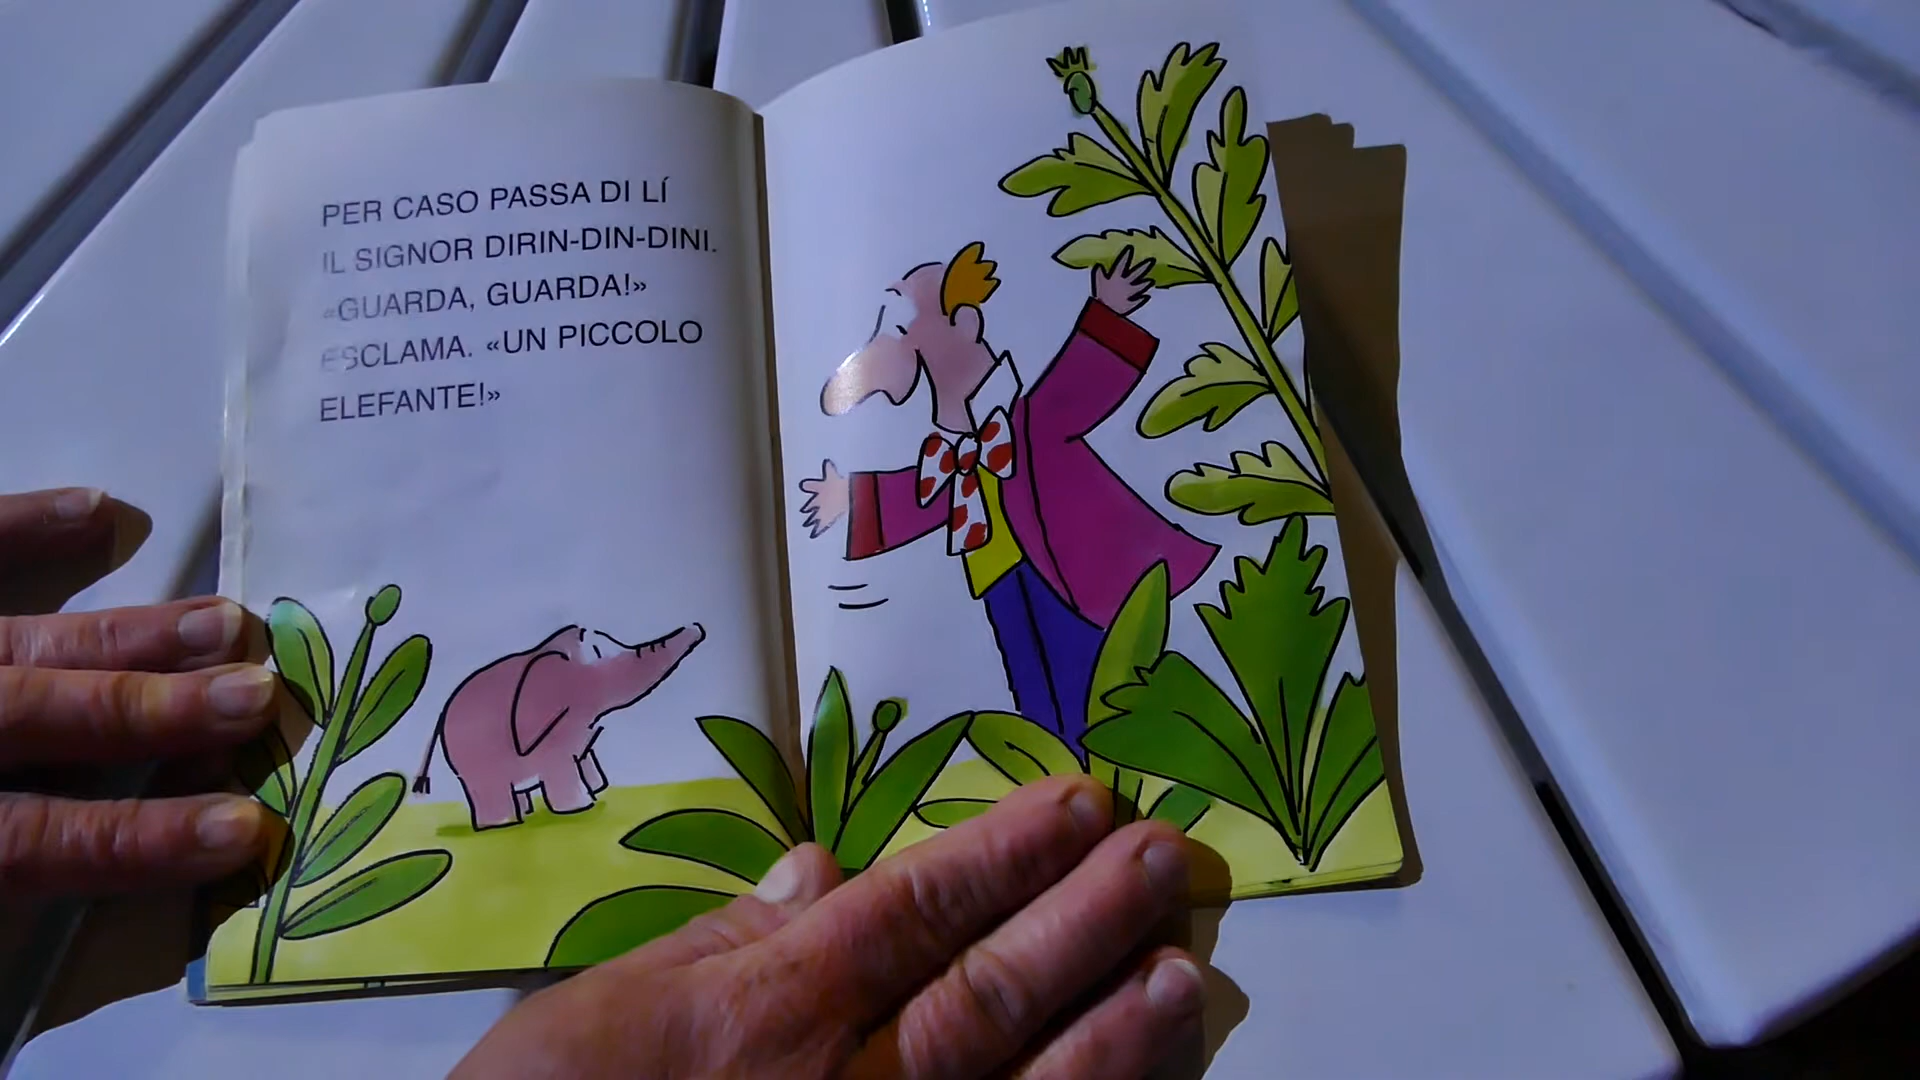 PER CASO PASSA DI LÍ
IL SIGNOR DIRIN-DIN-DINI.
«GUARDA, GUARDA!»
ESCLAMA. «UN PICCOLO
ELEFANTE!»